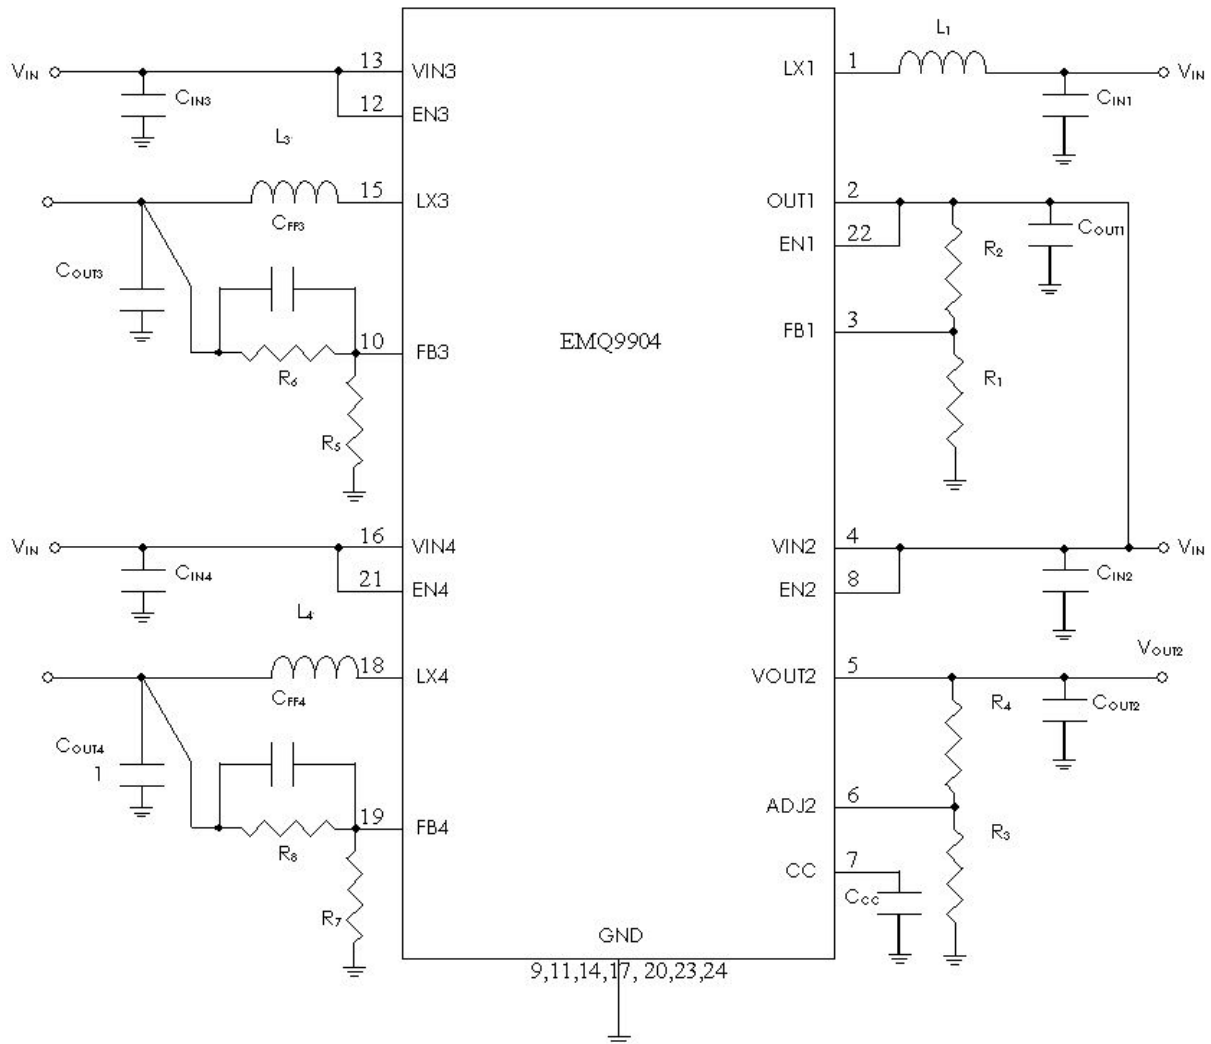 L1
VIN
13
VIN3
LX1
1
VIN
CIN3
CIN1
12
EN3
L3
15
LX3
OUT1
2
CFF3
EN1
22
R2
COUT1
COUT3
FB1
3
10
FB3
EMQ9904
R6
R1
R5
VIN
16
VIN4
VIN2
4
VIN
CIN4
CIN2
21
EN4
EN2
8
L4
VOUT2
18
LX4
VOUT2
5
CFF4
R4
COUT2
COUT4
1
ADJ2
6
19
FB4
R3
R8
CC
7
CCC
R7
GND
9,11,14,17, 20,23,24